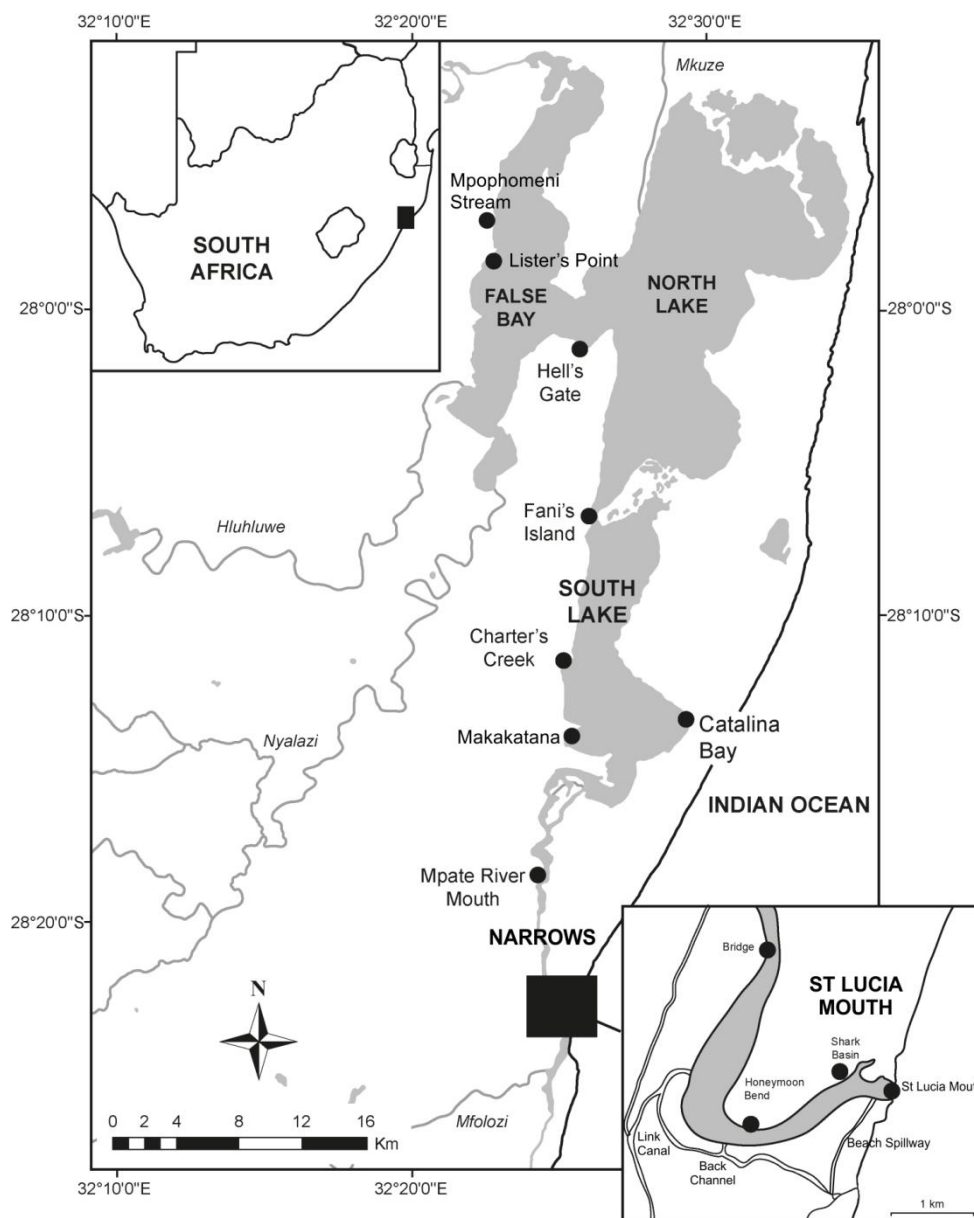 32°10'0"E
32°20'0"E
32°30'0"E
Mkuze
Mpophomeni
Stream
SOUTH
AFRICA
Lister's Point
FALSE
BAY
NORTH
LAKE
28°0'0"S
28°0'0"S
Hell's
Gate
Fani's
Island
Hluhluwe
SOUTH
LAKE
28°10'0"S
28°10'0"S
Charter's
Creek
Catalina
Bay
Makakatana
Nyalazi
INDIAN OCEAN
Mpate River
Mouth
28°20'0"S
NARROWS
Bridge
ST LUCIA
MOUTH
Shark
Basin
St Lucia Mout
Honeymoon
Bend
Link
Canal
Back
Channel
Beach Spillway
1 km
N
0 2 4 8 12 16
Km
Mfolozi
32°10'0"E
32°20'0"E